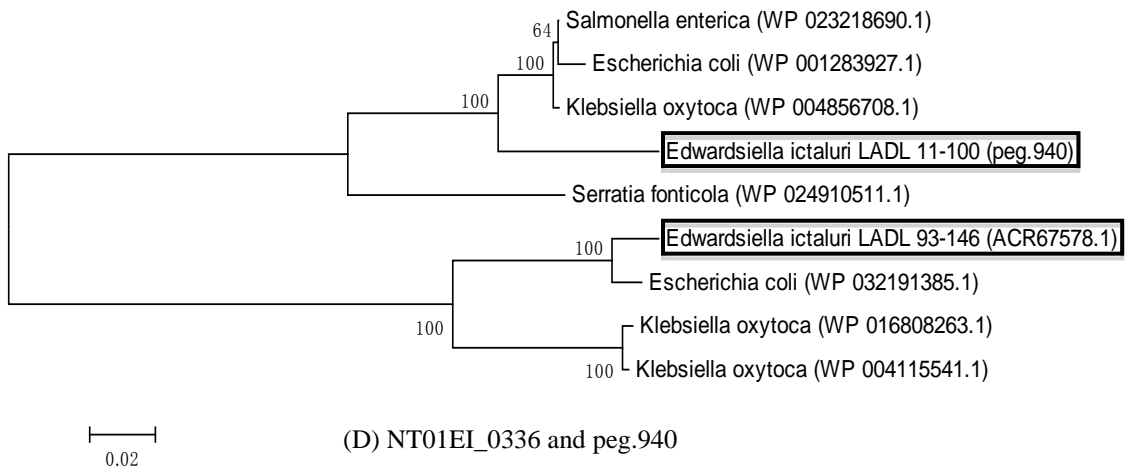 Salmonella enterica (WP 023218690.1)
64
Escherichia coli (WP 001283927.1)
100
Klebsiella oxytoca (WP 004856708.1)
100
Edwardsiella ictaluri LADL 11-100 (peg.940)
Serratia fonticola (WP 024910511.1)
Edwardsiella ictaluri LADL 93-146 (ACR67578.1)
100
Escherichia coli (WP 032191385.1)
100
Klebsiella oxytoca (WP 016808263.1)
100
Klebsiella oxytoca (WP 004115541.1)
0.02
(D) NT01EI_0336 and peg.940